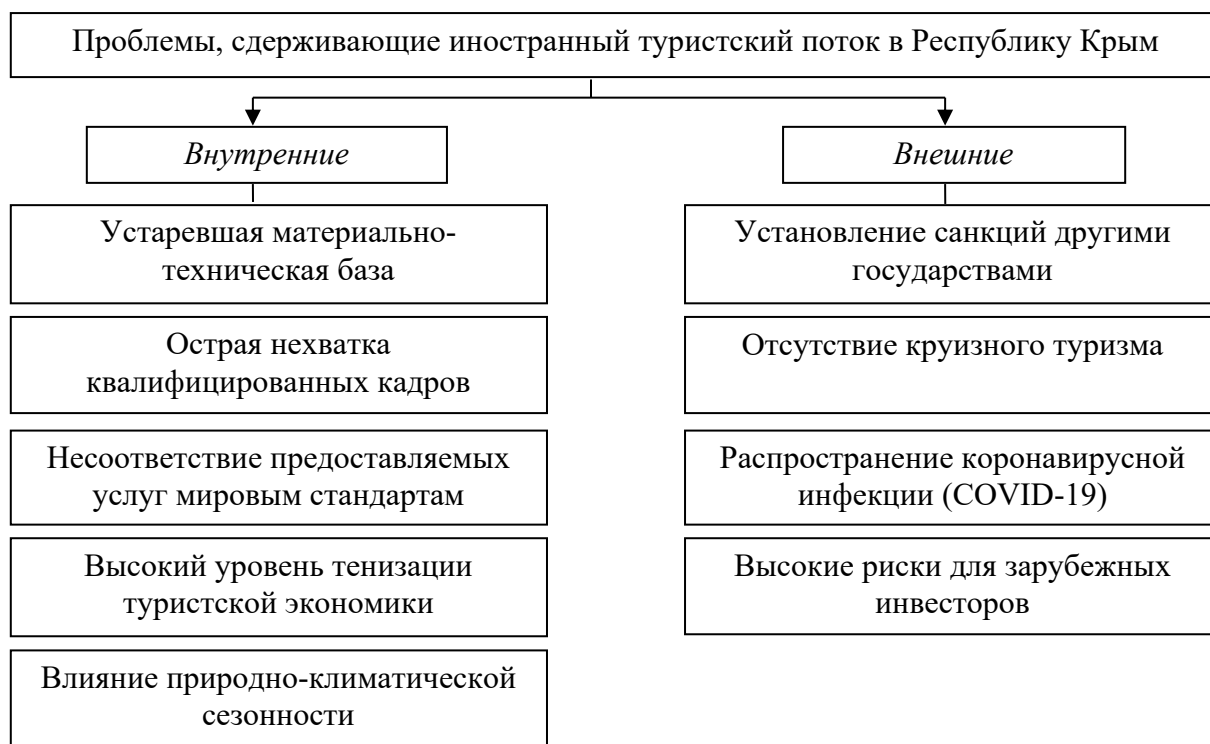 Проблемы, сдерживающие иностранный туристский поток в Республику Крым
Внутренние
Устаревшая материально-
техническая база
Острая нехватка
квалифицированных кадров
Несоответствие предоставляемых
услуг мировым стандартам
Высокий уровень тенизации
туристской экономики
Влияние природно-климатической
сезонности
Внешние
Установление санкций другими
государствами
Отсутствие круизного туризма
Распространение коронавирусной
инфекции (COVID-19)
Высокие риски для зарубежных
инвесторов